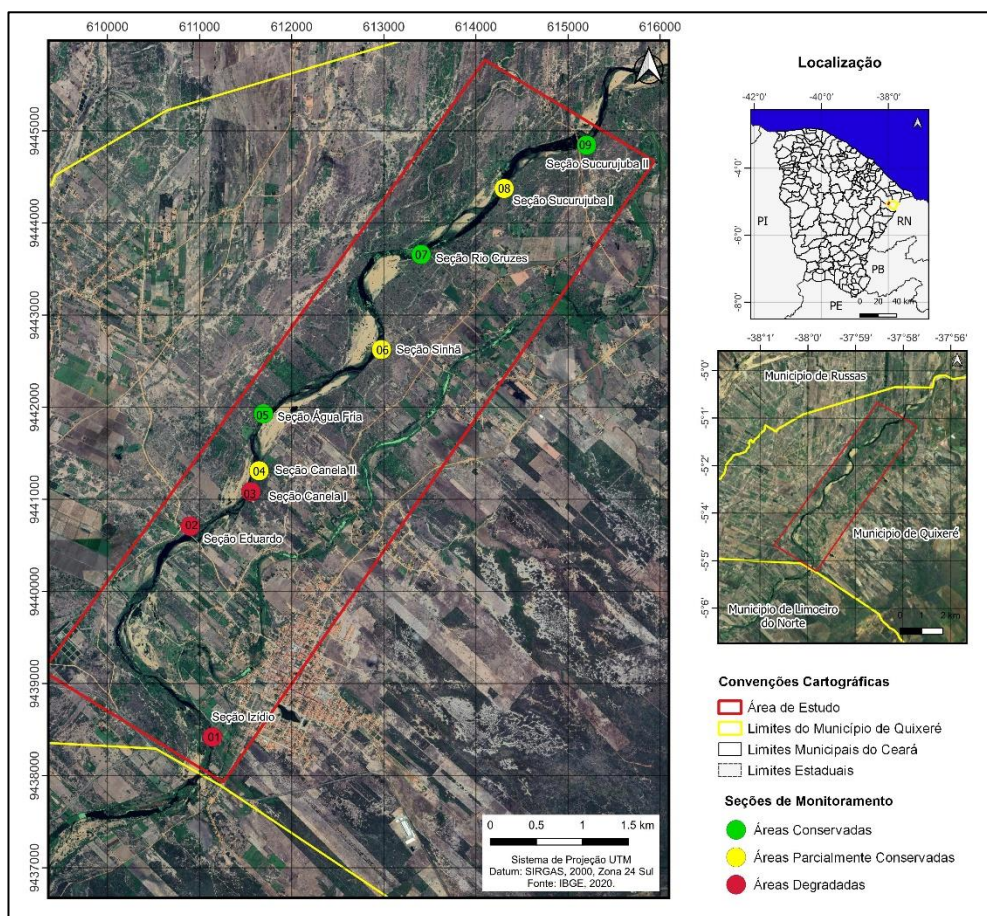 610000 611000 612000 613000 614000 615000 616000
9445000
9444000
9443000
9442000
9441000
9440000
9439000
9438000
9437000
09
Seção Sucurujuba II
08
Seção Sucurujuba I
07
Seção Rio Cruzes
06
Seção Sinhã
05
Seção Água Fria
04
Seção Canela II
03
Seção Canela I
02
Seção Eduardo
Seção Izídio
01
0 0.5 1 1.5 km
Sistema de Projeção UTM
Datum: SIRGAS, 2000, Zona 24 Sul
Fonte: IBGE, 2020.
Localização
-42°0 -40°0 -38°0
-4°0
-6°0
-8°0
PI
RN
PB
PE
0 20 40 km
-38°1 -38°0 -37°59 -37°58 -37°56
-5°0
-5°1
-5°2
-5°4
-5°5
-5°6
Município de Russas
Município de Quixeré
Município de Limoeiro
do Norte
0 1 2 km
Convenções Cartográficas
Área de Estudo
Limites do Município de Quixeré
Limites Municipais do Ceará
Limites Estaduais
Seções de Monitoramento
Áreas Conservadas
Áreas Parcialmente Conservadas
Áreas Degradadas